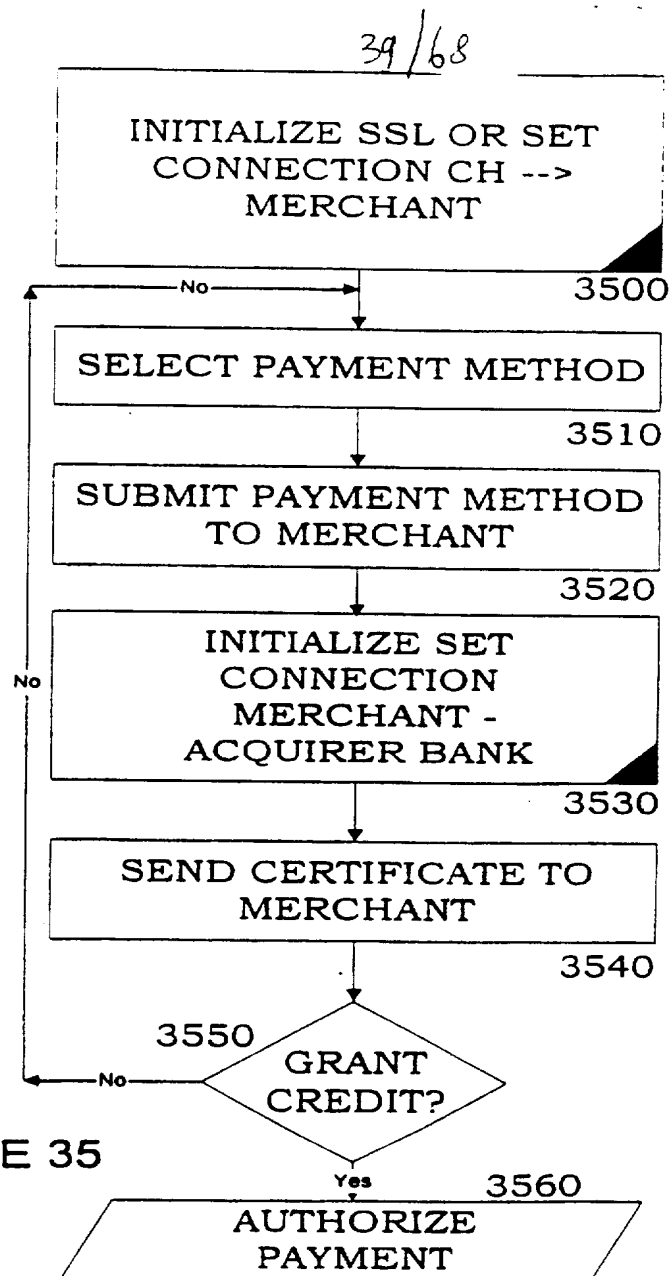 39/68
INITIALIZE SSL OR SET
CONNECTION CH -->
MERCHANT
3500
No
SELECT PAYMENT METHOD
3510
SUBMIT PAYMENT METHOD
TO MERCHANT
3520
No
INITIALIZE SET
CONNECTION
MERCHANT -
ACQUIRER BANK
3530
SEND CERTIFICATE TO
MERCHANT
3540
3550
GRANT
CREDIT?
No
E 35
Yes
3560
AUTHORIZE
PAYMENT